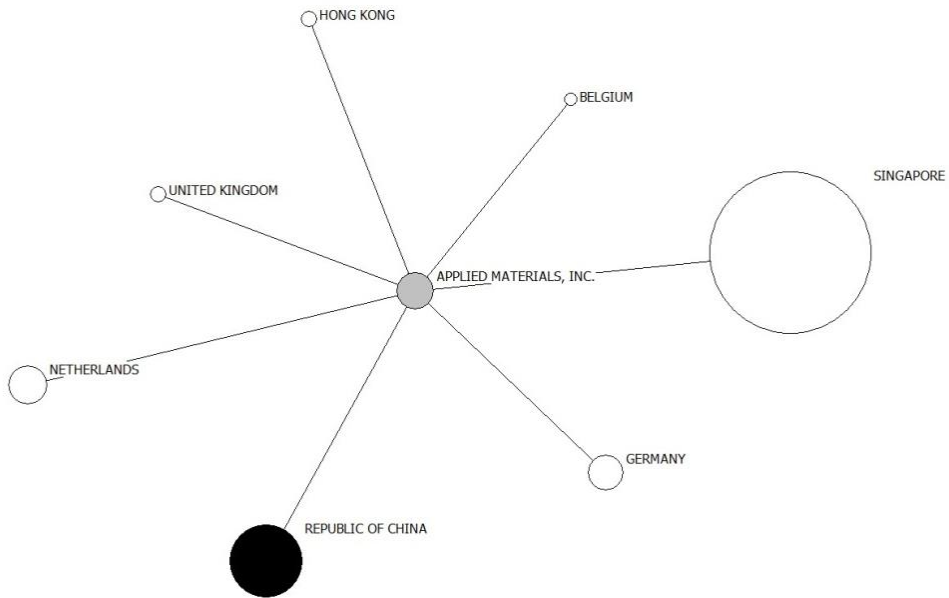 HONG KONG
BELGIUM
SINGAPORE
UNITED KINGDOM
APPLIED MATERIALS, INC.
NETHERLANDS
GERMANY
REPUBLIC OF CHINA